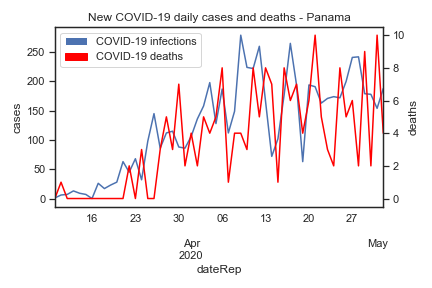 New COVID-19 daily cases and deaths - Panama
COVID-19 infections
COVID-19 deaths
cases
250
200
150
100
50
0
deaths
10
8
6
4
2
0
16 23 30 06 13 20 27
Apr May
2020
dateRep